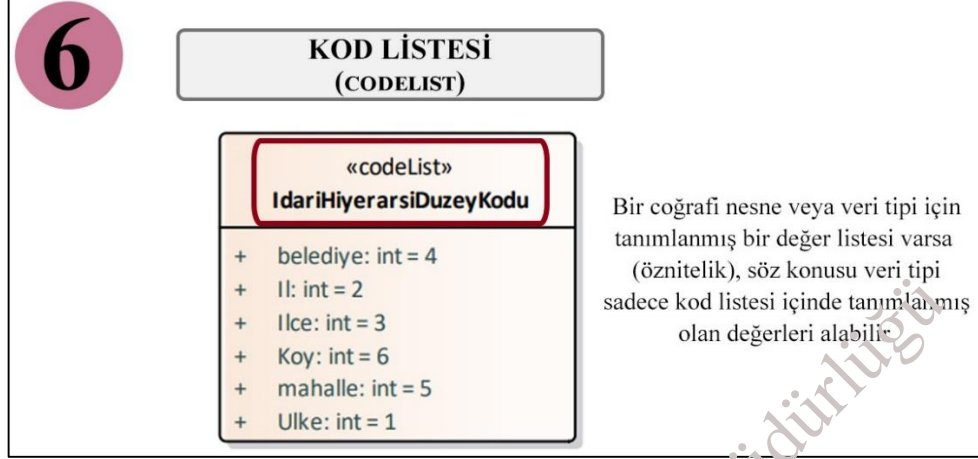 6
KOD LİSTESİ
(CODELIST)
«codeList»
IdariHiyerarsiDuzeyKodu
+ belediye: int = 4
+ Il: int = 2
+ Ilce: int = 3
+ Koy: int = 6
+ mahalle: int = 5
+ Ulke: int = 1
Bir coğrafi nesne veya veri tipi için
tanımlanmış bir değer listesi varsa
(öznitelik), söz konusu veri tipi
sadece kod listesi içinde tanımlanmış
olan değerleri alabilir.